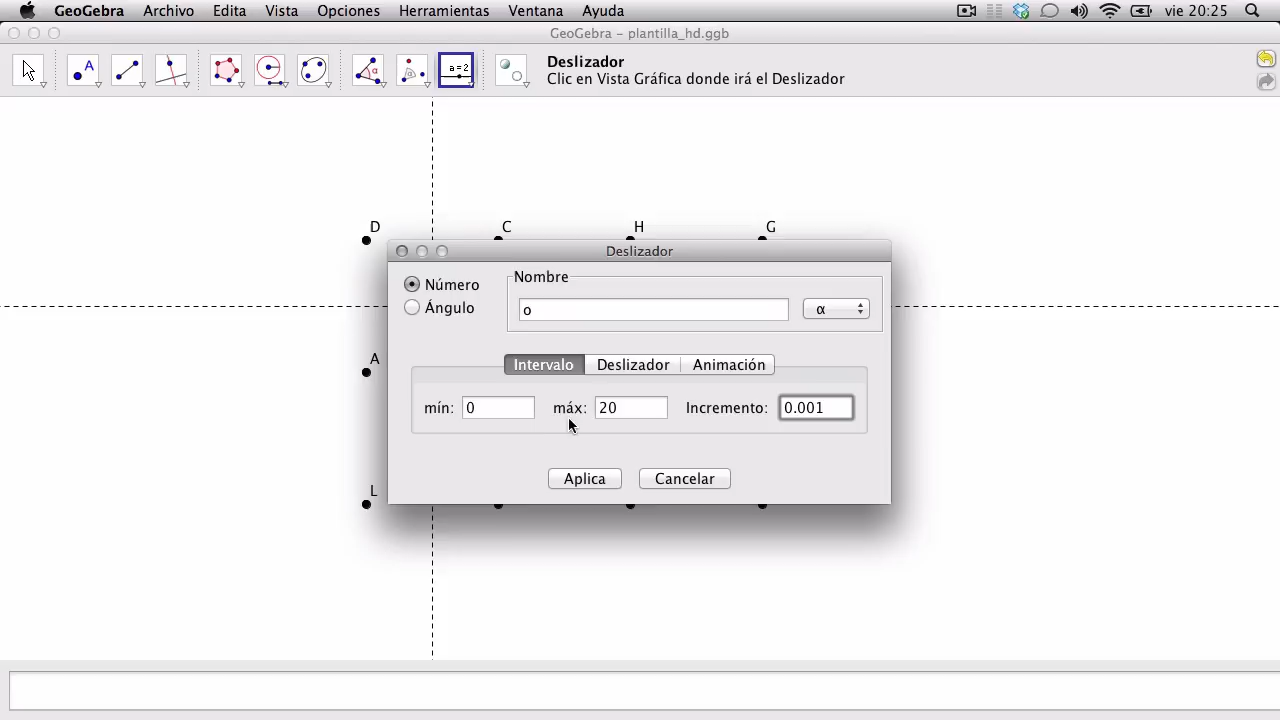 GeoGebra Archivo Edita Vista Opciones Herramientas Ventana Ayuda vie 20:25
GeoGebra – plantilla_hd.ggb
A α a=2
Deslizador
Clic en Vista Gráfica donde irá el Deslizador
D C H G
Deslizador
Número
Ángulo
Nombre
o α
A
Intervalo Deslizador Animación
mín: 0 máx: 20 Incremento: 0.001
Aplica Cancelar
L